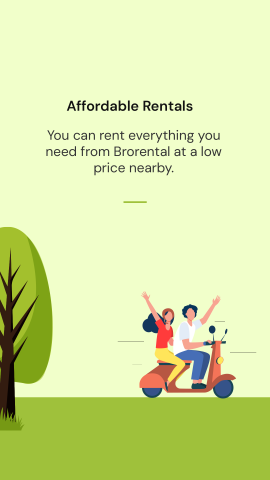 Affordable Rentals
You can rent everything you
need from Brorental at a low
price nearby.